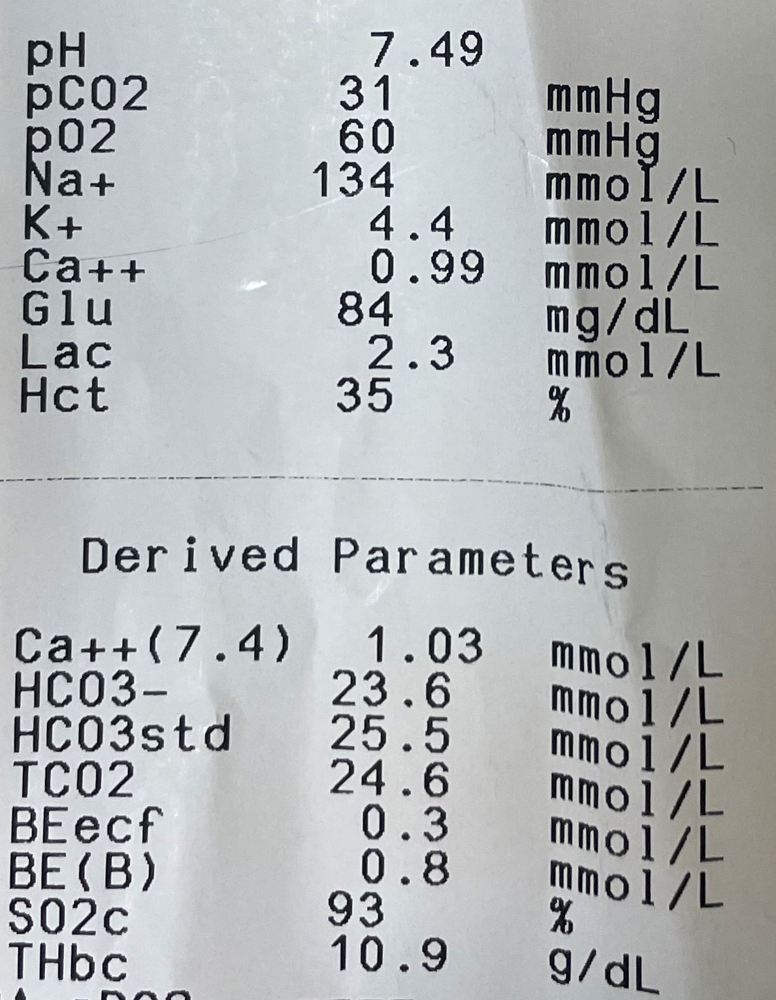 pH 7.49
pCO2 31 mmHg
pO2 60 mmHg
Na+ 134 mmol/L
K+ 4.4 mmol/L
Ca++ 0.99 mmol/L
Glu 84 mg/dL
Lac 2.3 mmol/L
Hct 35 %
Derived Parameters
Ca++(7.4) 1.03 mmol/L
HCO3- 23.6 mmol/L
HCO3std 25.5 mmol/L
TCO2 24.6 mmol/L
BEecf 0.3 mmol/L
BE(B) 0.8 mmol/L
SO2c 93 %
THbc 10.9 g/dL